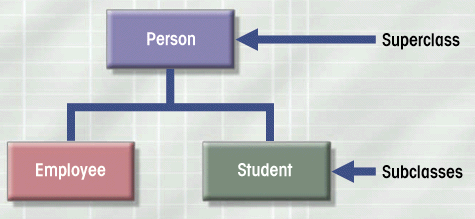 Person
Superclass
Employee
Student
Subclasses